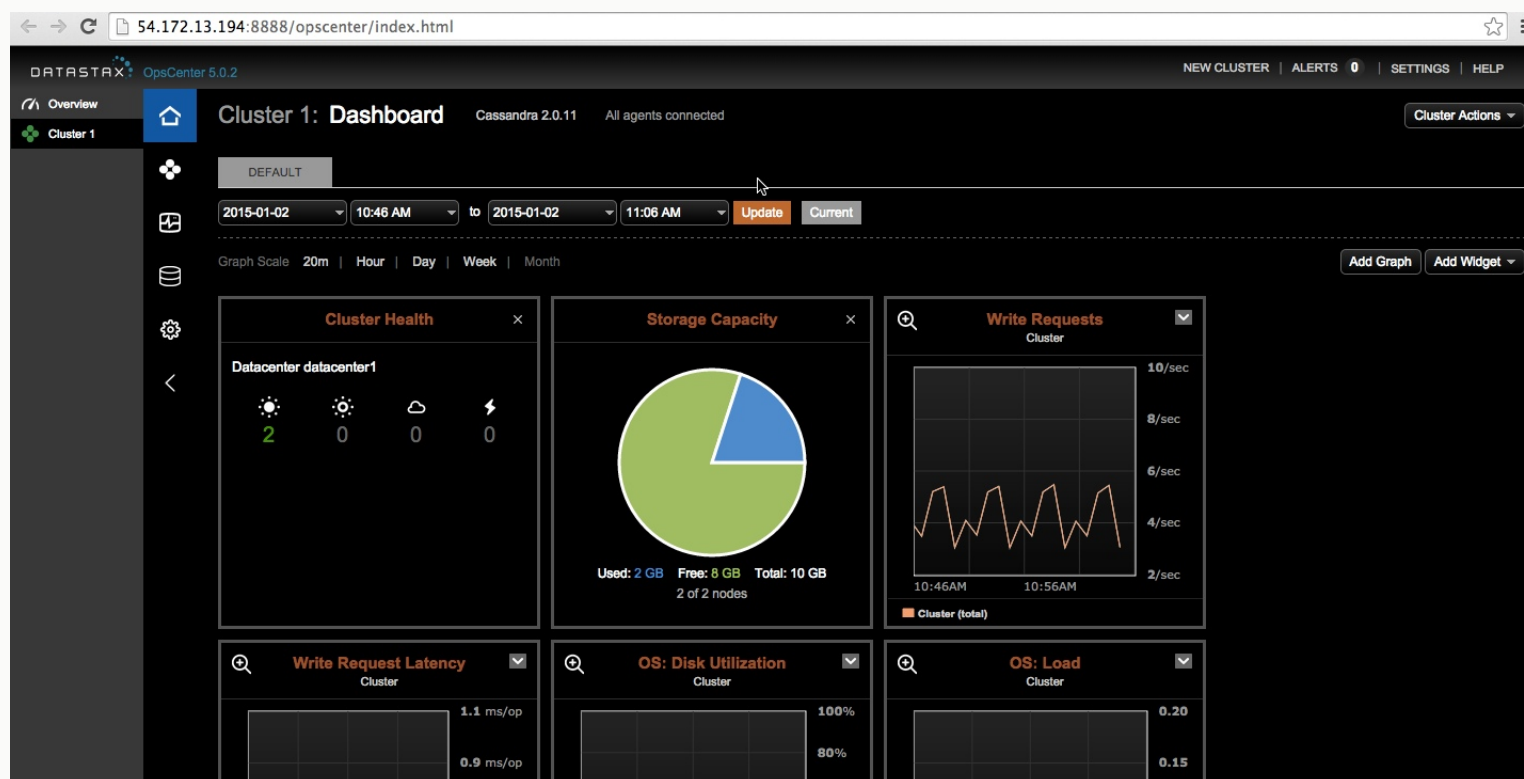 54.172.13.194:8888/opscenter/index.html
DATASTAX OpsCenter 5.0.2
NEW CLUSTER | ALERTS 0 | SETTINGS | HELP
Overview
Cluster 1
Cluster 1: Dashboard Cassandra 2.0.11 All agents connected
Cluster Actions
DEFAULT
2015-01-02 10:46 AM to 2015-01-02 11:06 AM Update Current
Graph Scale 20m | Hour | Day | Week | Month
Add Graph Add Widget
Cluster Health ×
Datacenter datacenter1
2 0 0 0
Storage Capacity ×
Used: 2 GB Free: 8 GB Total: 10 GB
2 of 2 nodes
Write Requests
Cluster
10/sec
8/sec
6/sec
4/sec
2/sec
10:46AM 10:56AM
Cluster (total)
Write Request Latency
Cluster
1.1 ms/op
0.9 ms/op
OS: Disk Utilization
Cluster
100%
80%
OS: Load
Cluster
0.20
0.15